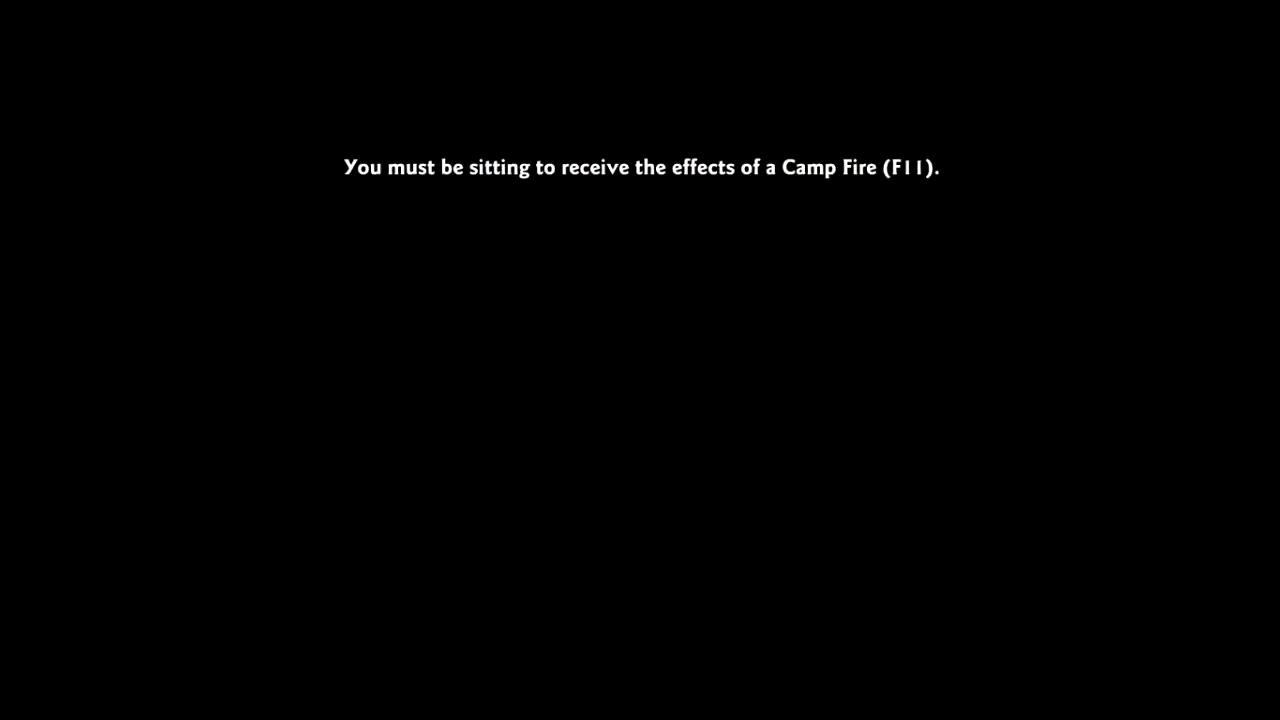 You must be sitting to receive the effects of a Camp Fire (F11).